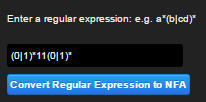 Enter a regular expression: e.g. a*(b|cd)*
(0|1)*11(0|1)*
Convert Regular Expression to NFA